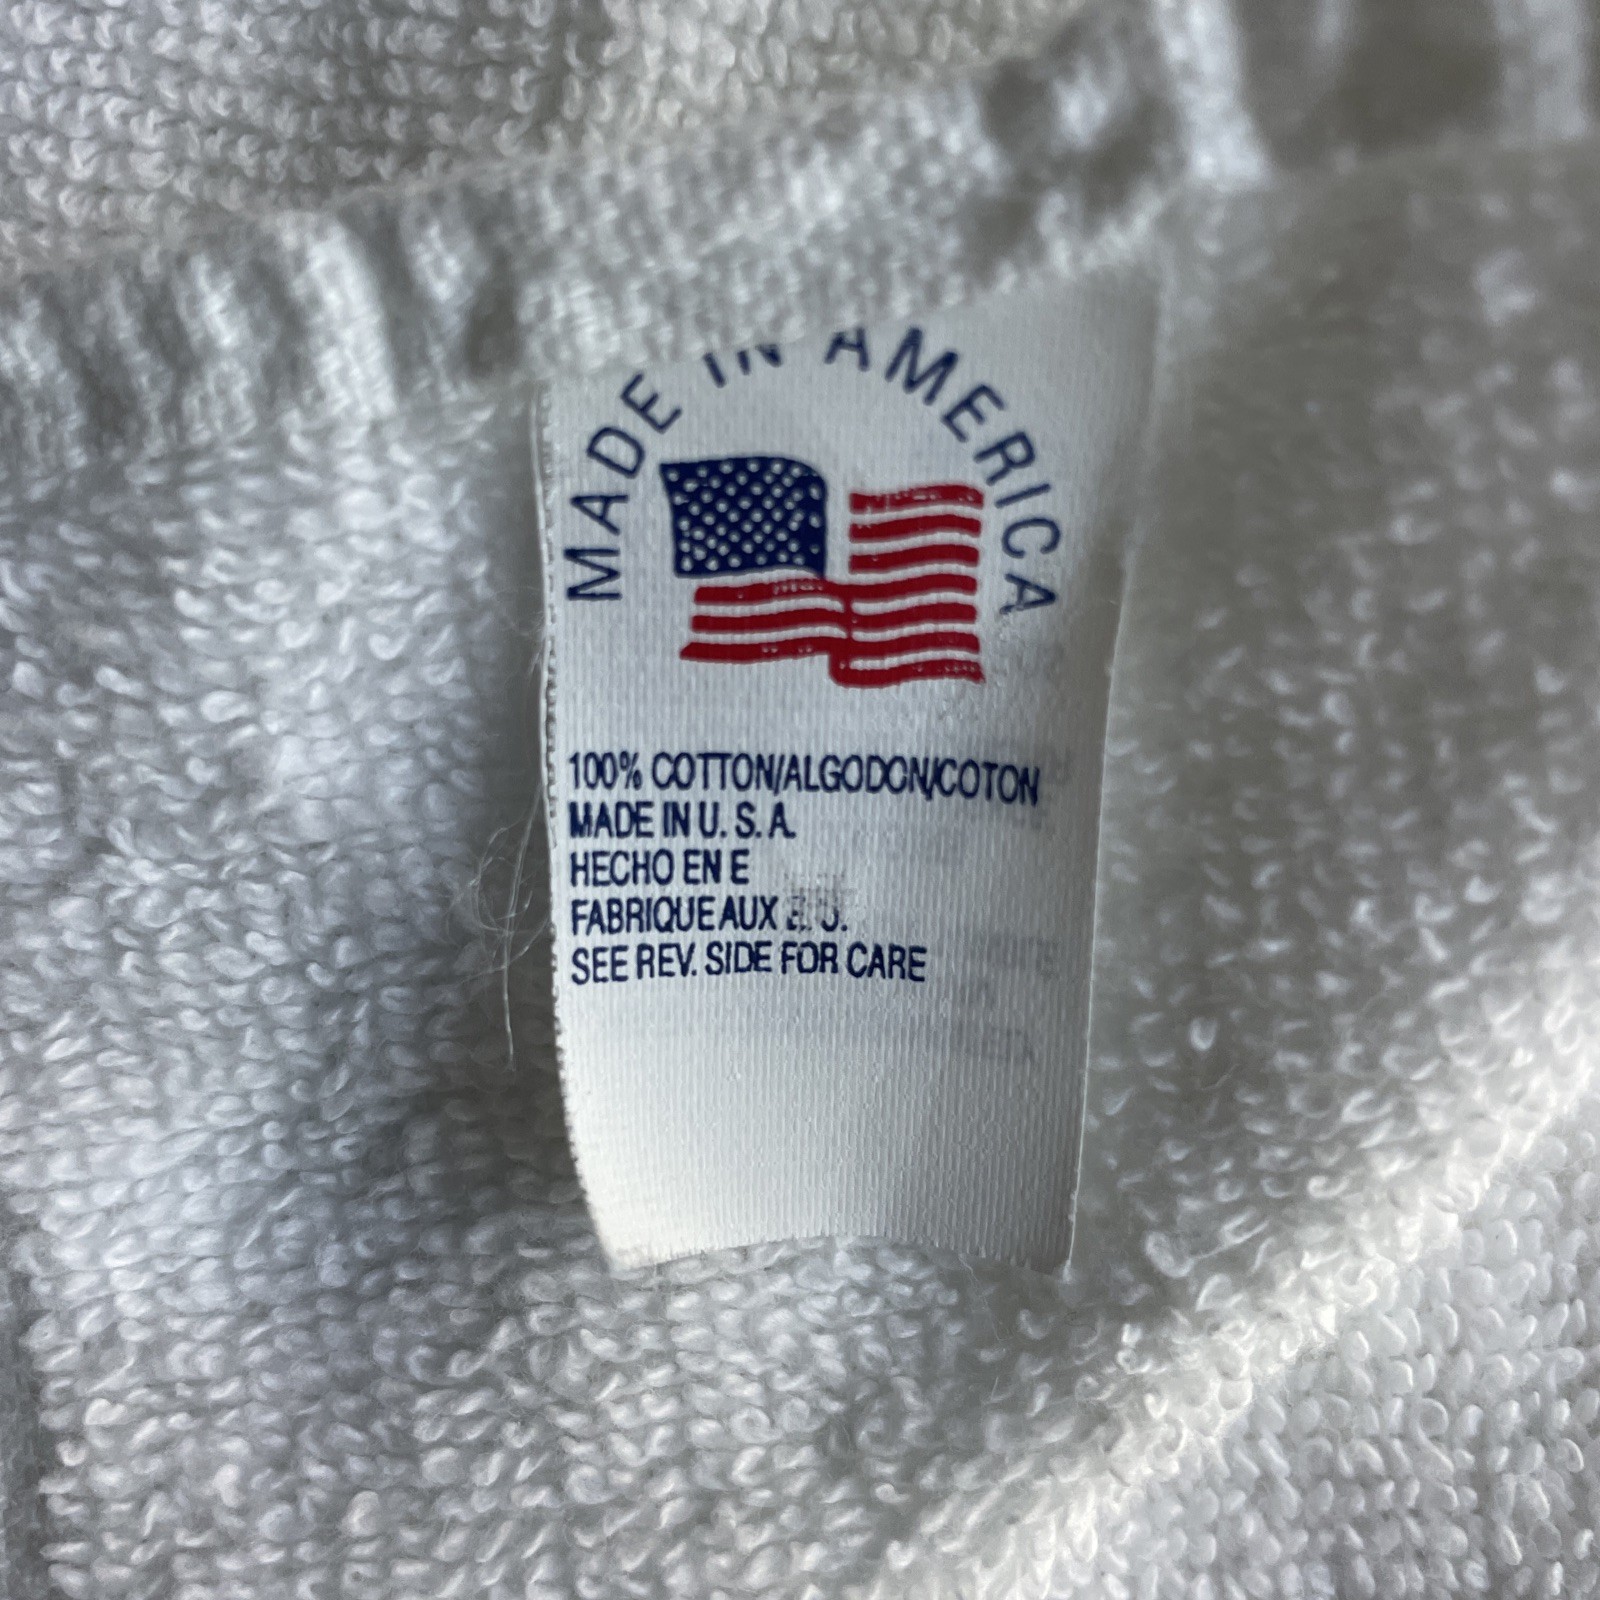 MADE IN AMERICA
100% COTTON/ALGODON/COTON
MADE IN U. S. A.
HECHO EN E
FABRIQUE AUX E. U.
SEE REV. SIDE FOR CARE